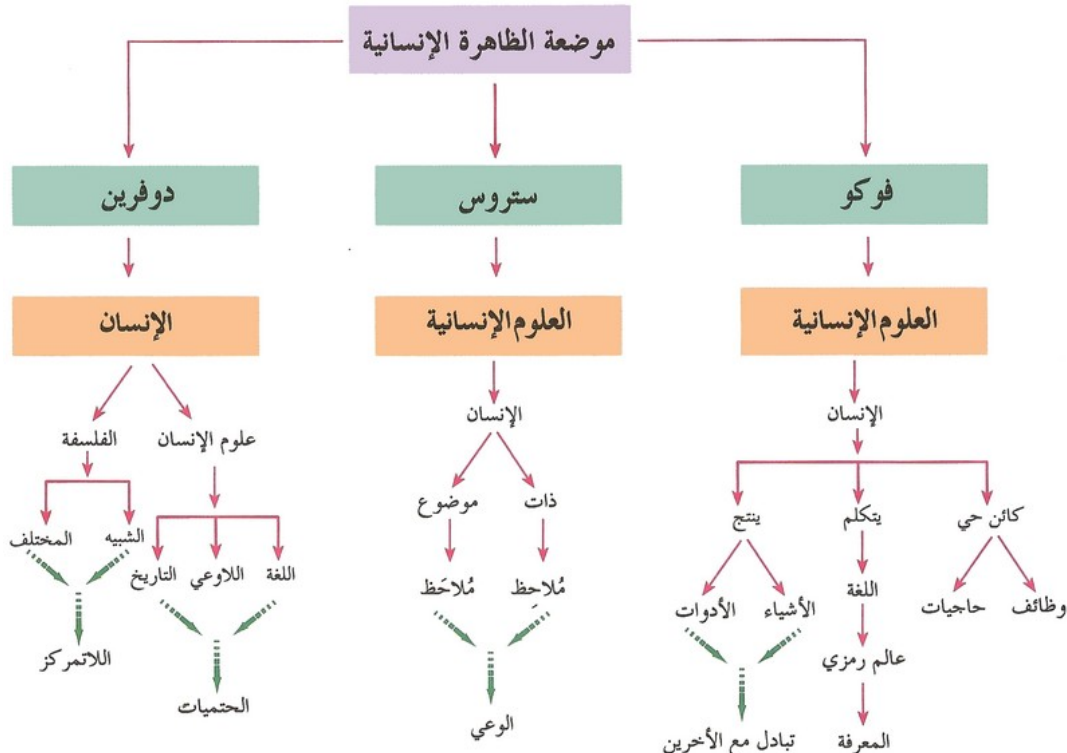 موضعة الظاهرة الإنسانية
فوكو
ستروس
دوفرين
العلوم الإنسانية
العلوم الإنسانية
الإنسان
الإنسان
الإنسان
علوم الإنسان
الفلسفة
كائن حي
يتكلم
ينتج
ذات
موضوع
اللغة
اللاوعي
التاريخ
الشبيه
المختلف
وظائف
حاجيات
اللغة
الأشياء
الأدوات
مُلاحظ
مُلاحَظ
عالم رمزي
اللاتمركز
الحتميات
الوعي
المعرفة
تبادل مع الأخرين